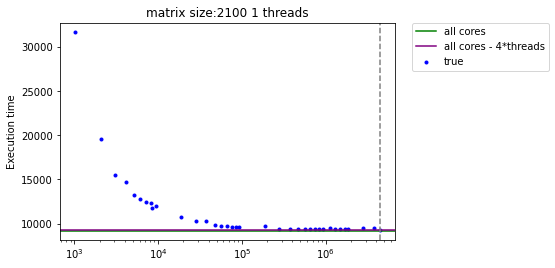 matrix size:2100 1 threads
all cores
all cores - 4*threads
true
Execution time
30000
25000
20000
15000
10000
10³
10⁴
10⁵
10⁶